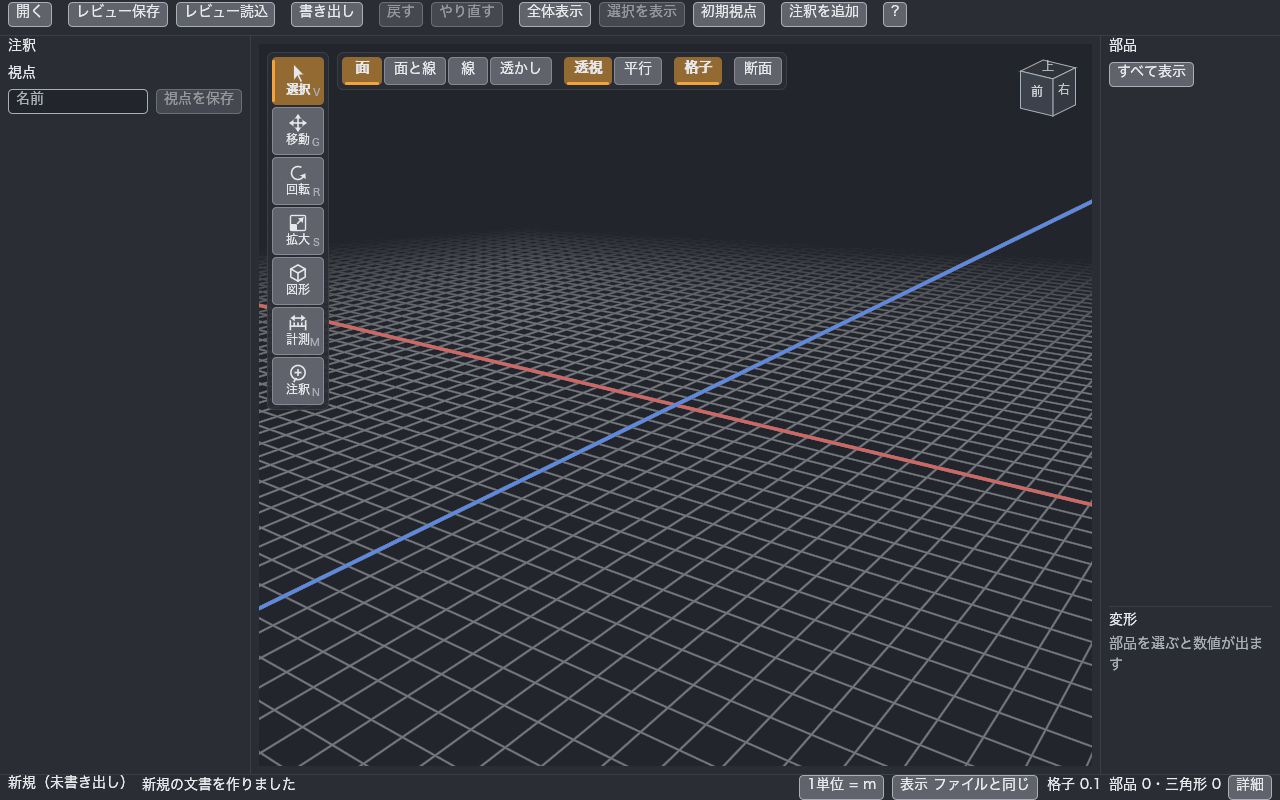 開く レビュー保存 レビュー読込 書き出し 戻す やり直す 全体表示 選択を表示 初期視点 注釈を追加 ?
注釈
視点
名前 視点を保存
選択 V
移動 G
回転 R
拡大 S
図形
計測 M
注釈 N
面 面と線 線 透かし 透視 平行 格子 断面
上
前 右
部品
すべて表示
変形
部品を選ぶと数値が出ま
す
新規（未書き出し） 新規の文書を作りました 1単位 = m 表示 ファイルと同じ 格子 0.1 部品 0・三角形 0 詳細